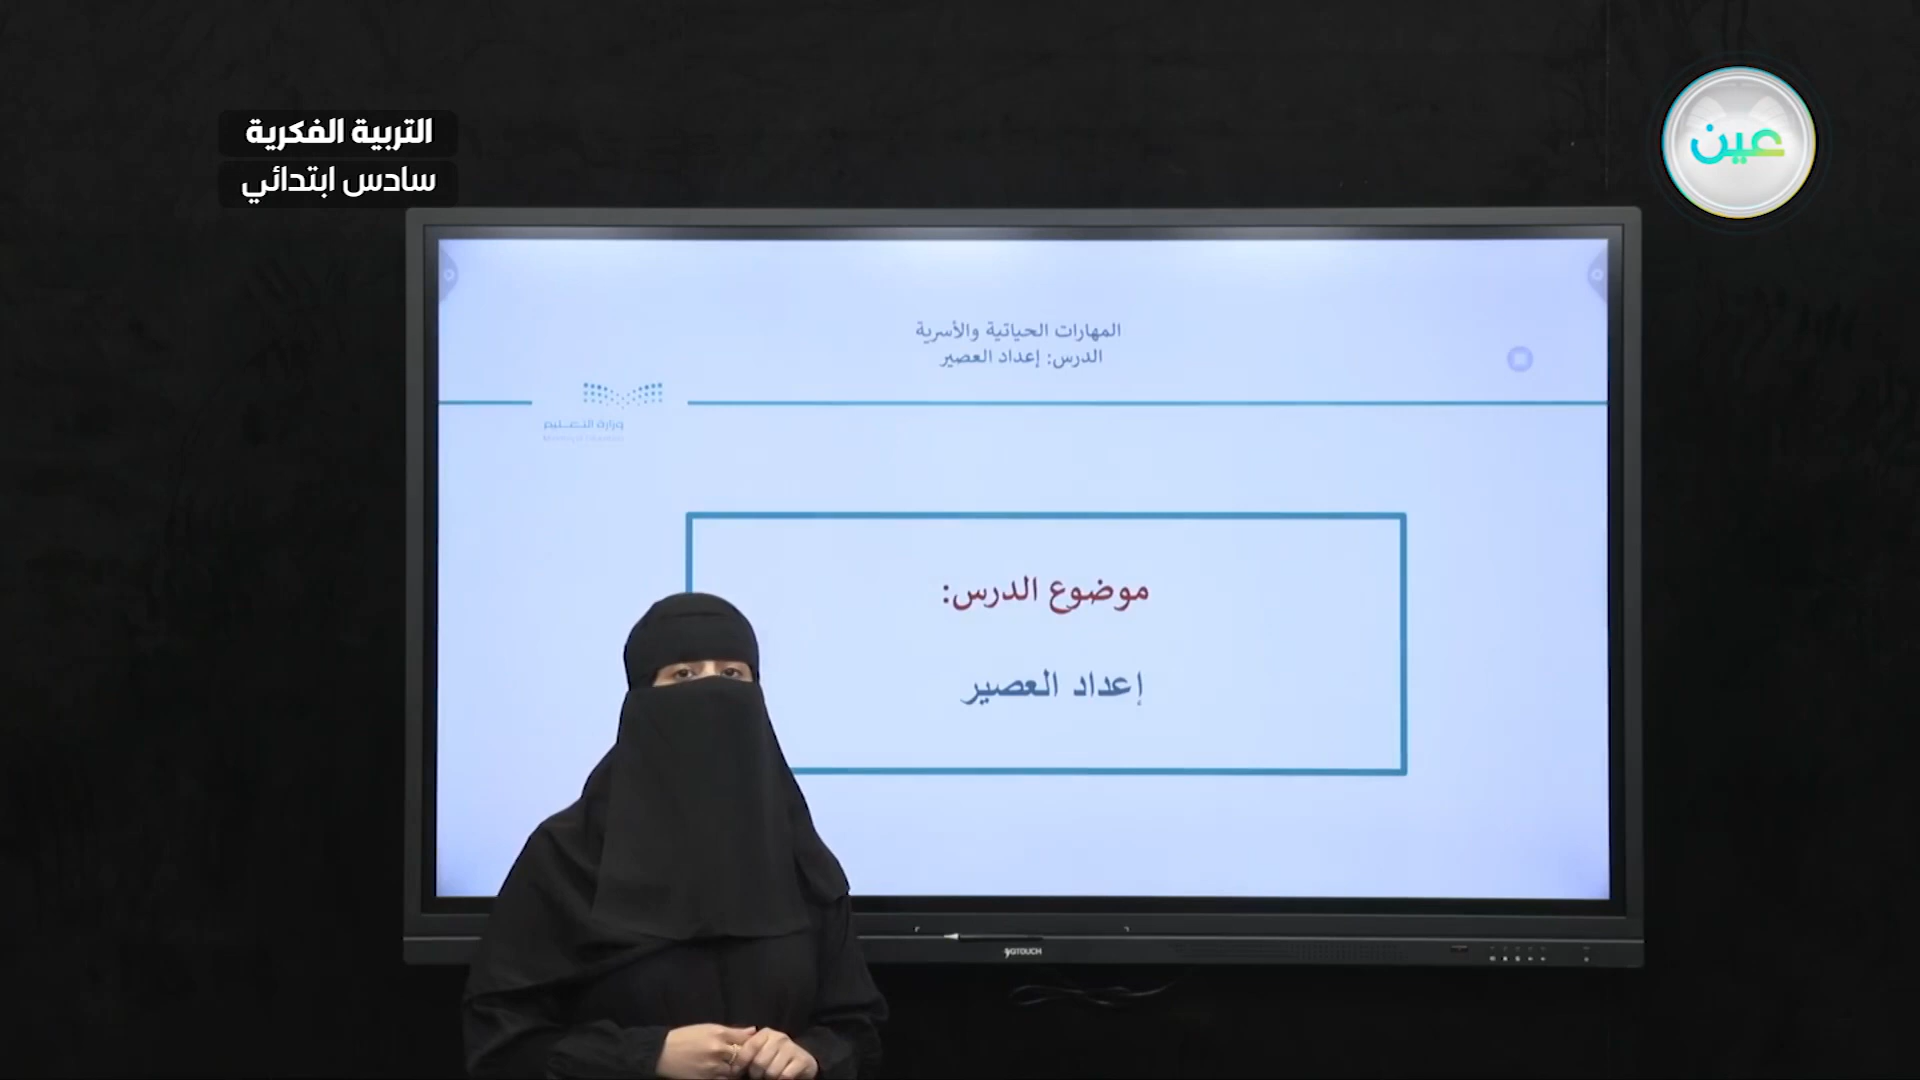 التربية الفكرية
سادس ابتدائي
عين
المهارات الحياتية والأسرية
الدرس: إعداد العصير
وزارة التعليم
موضوع الدرس:
إعداد العصير